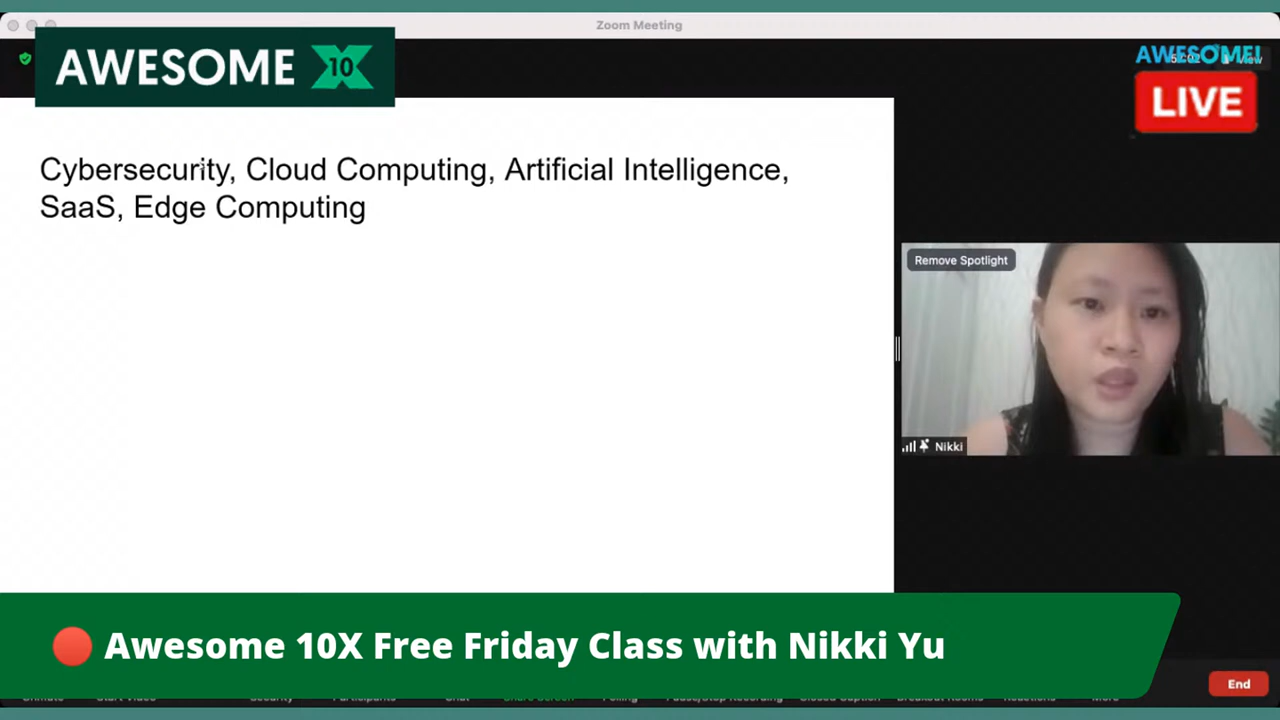 Zoom Meeting
AWESOME 10X
AWESOME!
LIVE
Cybersecurity, Cloud Computing, Artificial Intelligence,
SaaS, Edge Computing
Remove Spotlight
Nikki
🔴 Awesome 10X Free Friday Class with Nikki Yu
End